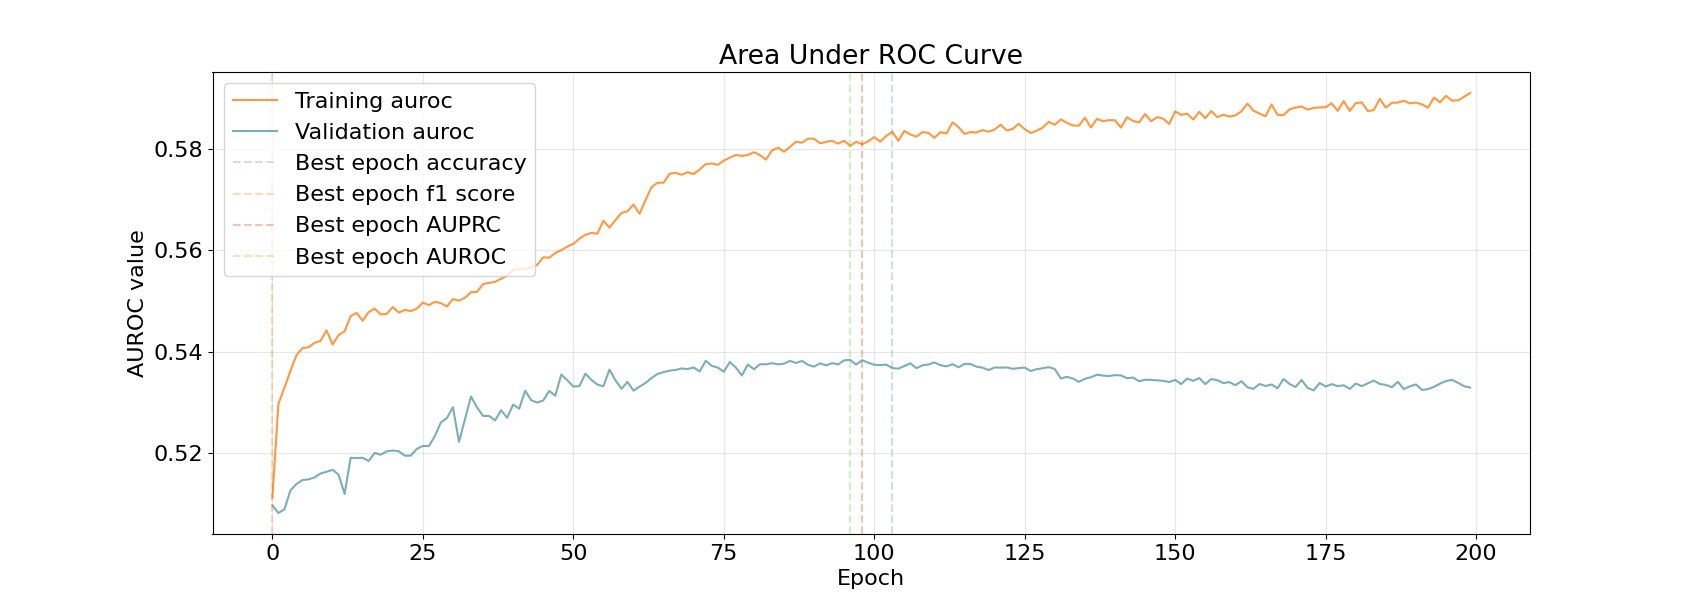 Area Under ROC Curve
Training auroc
Validation auroc
Best epoch accuracy
Best epoch f1 score
Best epoch AUPRC
Best epoch AUROC
AUROC value
0.58
0.56
0.54
0.52
0 25 50 75 100 125 150 175 200
Epoch